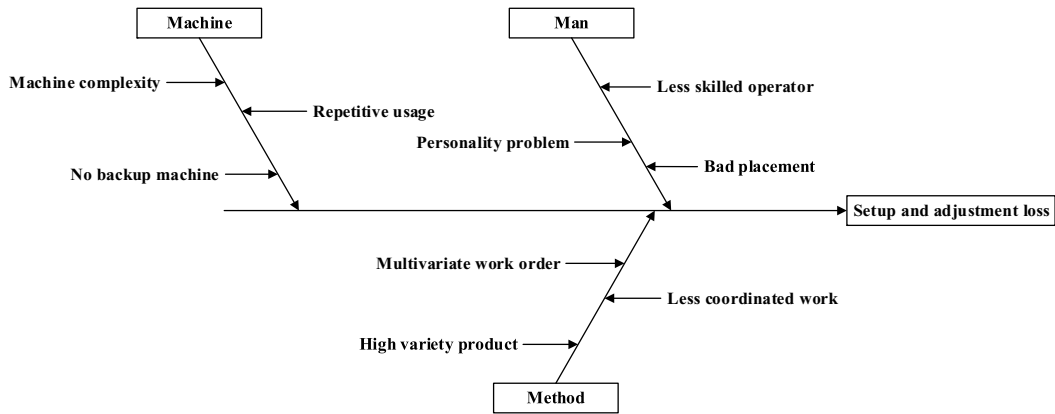 Machine
Man
Machine complexity
Less skilled operator
Repetitive usage
Personality problem
Bad placement
No backup machine
Setup and adjustment loss
Multivariate work order
Less coordinated work
High variety product
Method